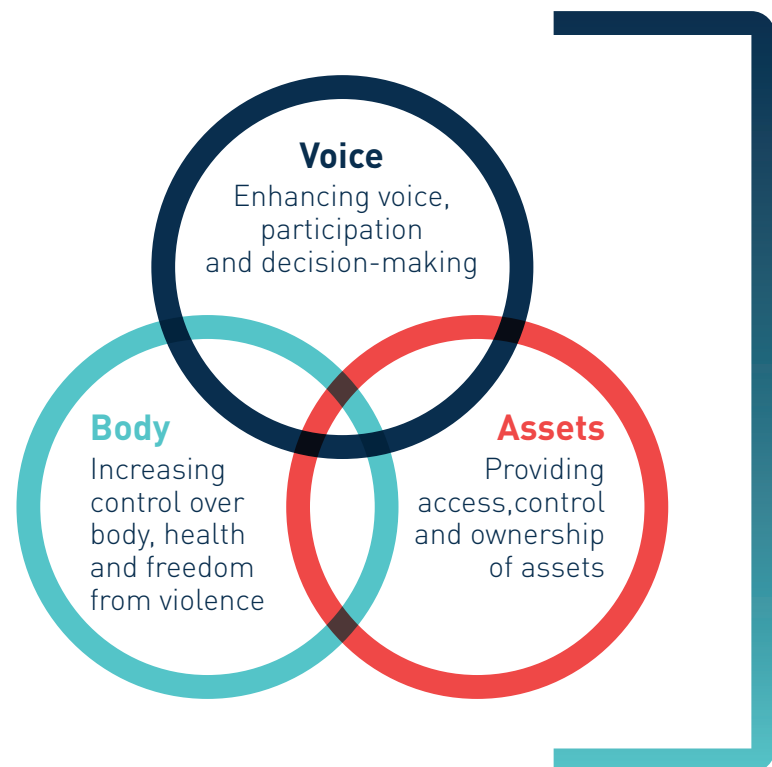 Voice
Enhancing voice,
participation
and decision-making
Body
Increasing
control over
body, health
and freedom
from violence
Assets
Providing
access,control
and ownership
of assets